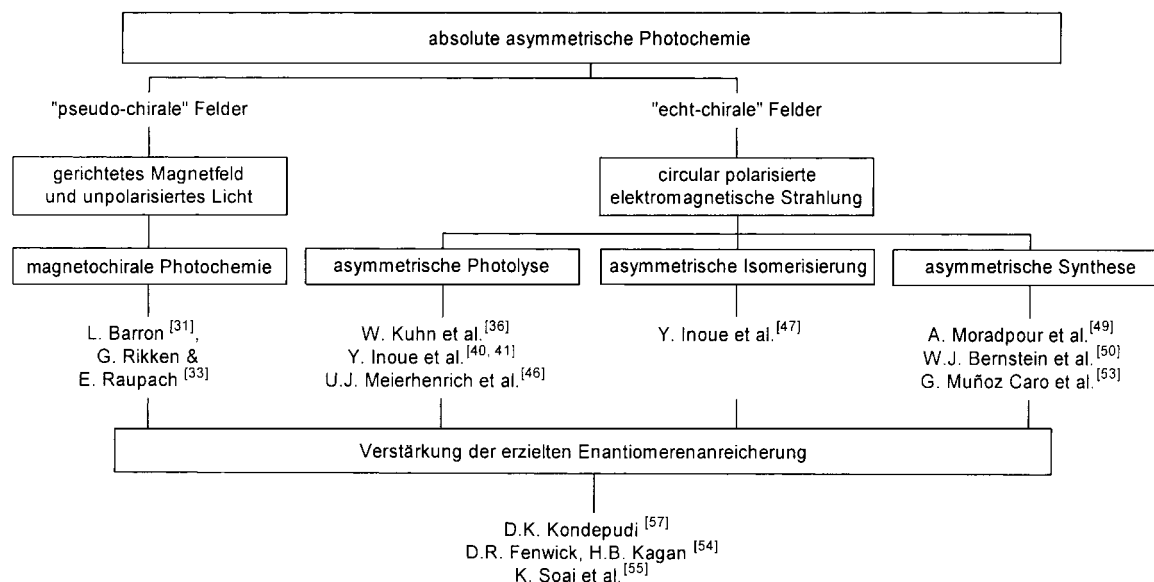 absolute asymmetrische Photochemie
"pseudo-chirale" Felder
"echt-chirale" Felder
gerichtetes Magnetfeld
und unpolarisiertes Licht
circular polarisierte
elektromagnetische Strahlung
magnetochirale Photochemie
asymmetrische Photolyse
asymmetrische Isomerisierung
asymmetrische Synthese
L. Barron [31],
G. Rikken &
E. Raupach [33]
W. Kuhn et al.[36]
Y. Inoue et al.[40, 41]
U.J. Meierhenrich et al.[46]
Y. Inoue et al.[47]
A. Moradpour et al.[49]
W.J. Bernstein et al.[50]
G. Muñoz Caro et al.[53]
Verstärkung der erzielten Enantiomerenanreicherung
D.K. Kondepudi [57]
D.R. Fenwick, H.B. Kagan [54]
K. Soai et al.[55]